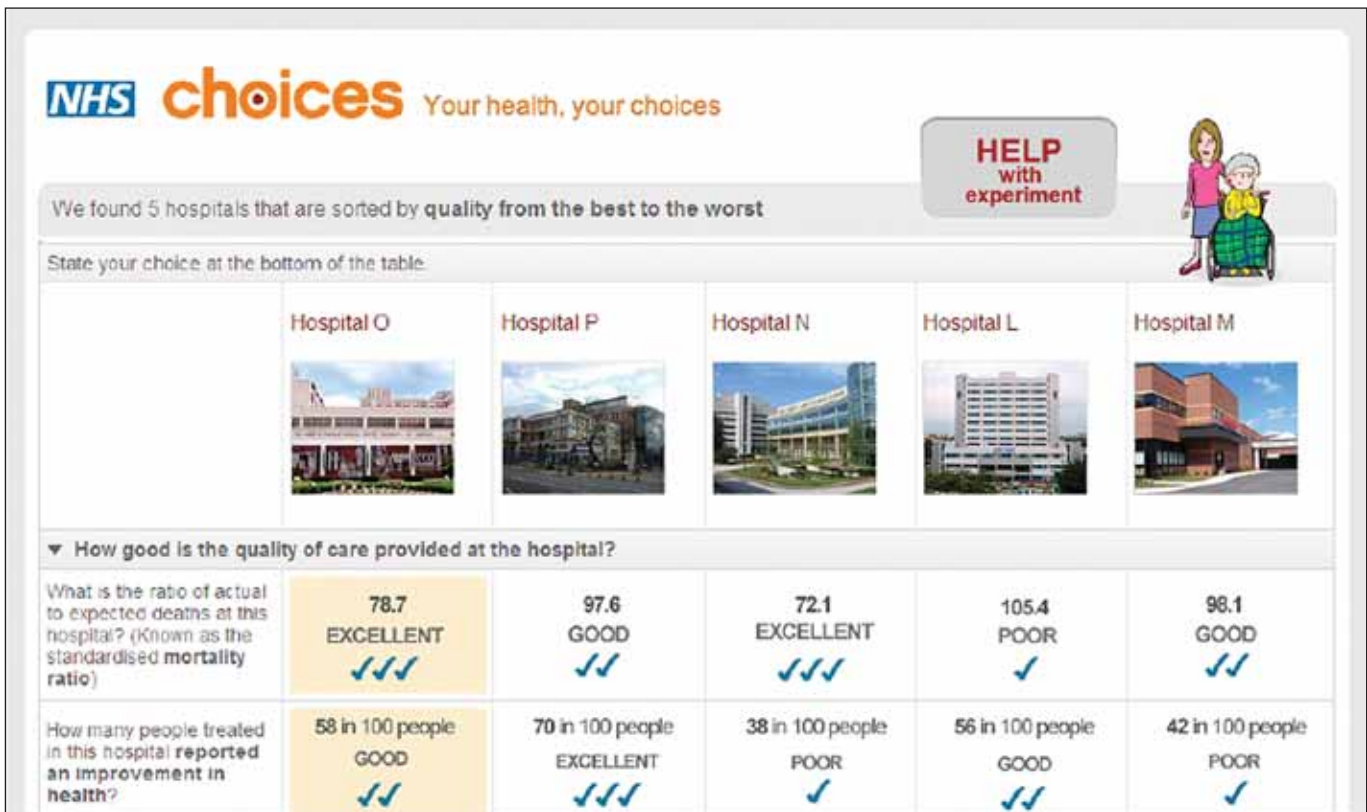 NHS choices Your health, your choices
HELP
with
experiment
We found 5 hospitals that are sorted by quality from the best to the worst
State your choice at the bottom of the table.
Hospital O Hospital P Hospital N Hospital L Hospital M
▼ How good is the quality of care provided at the hospital?
What is the ratio of actual
to expected deaths at this
hospital? (Known as the
standardised mortality
ratio)
78.7 97.6 72.1 105.4 98.1
EXCELLENT GOOD EXCELLENT POOR GOOD
How many people treated
in this hospital reported
an improvement in
health?
58 in 100 people 70 in 100 people 38 in 100 people 56 in 100 people 42 in 100 people
GOOD EXCELLENT POOR GOOD POOR